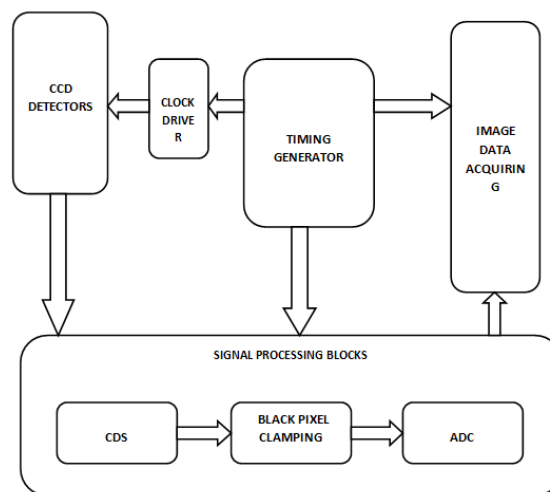 CCD
DETECTORS
CLOCK
DRIVE
R
TIMING
GENERATOR
IMAGE
DATA
ACQUIRIN
G
SIGNAL PROCESSING BLOCKS
CDS
BLACK PIXEL
CLAMPING
ADC